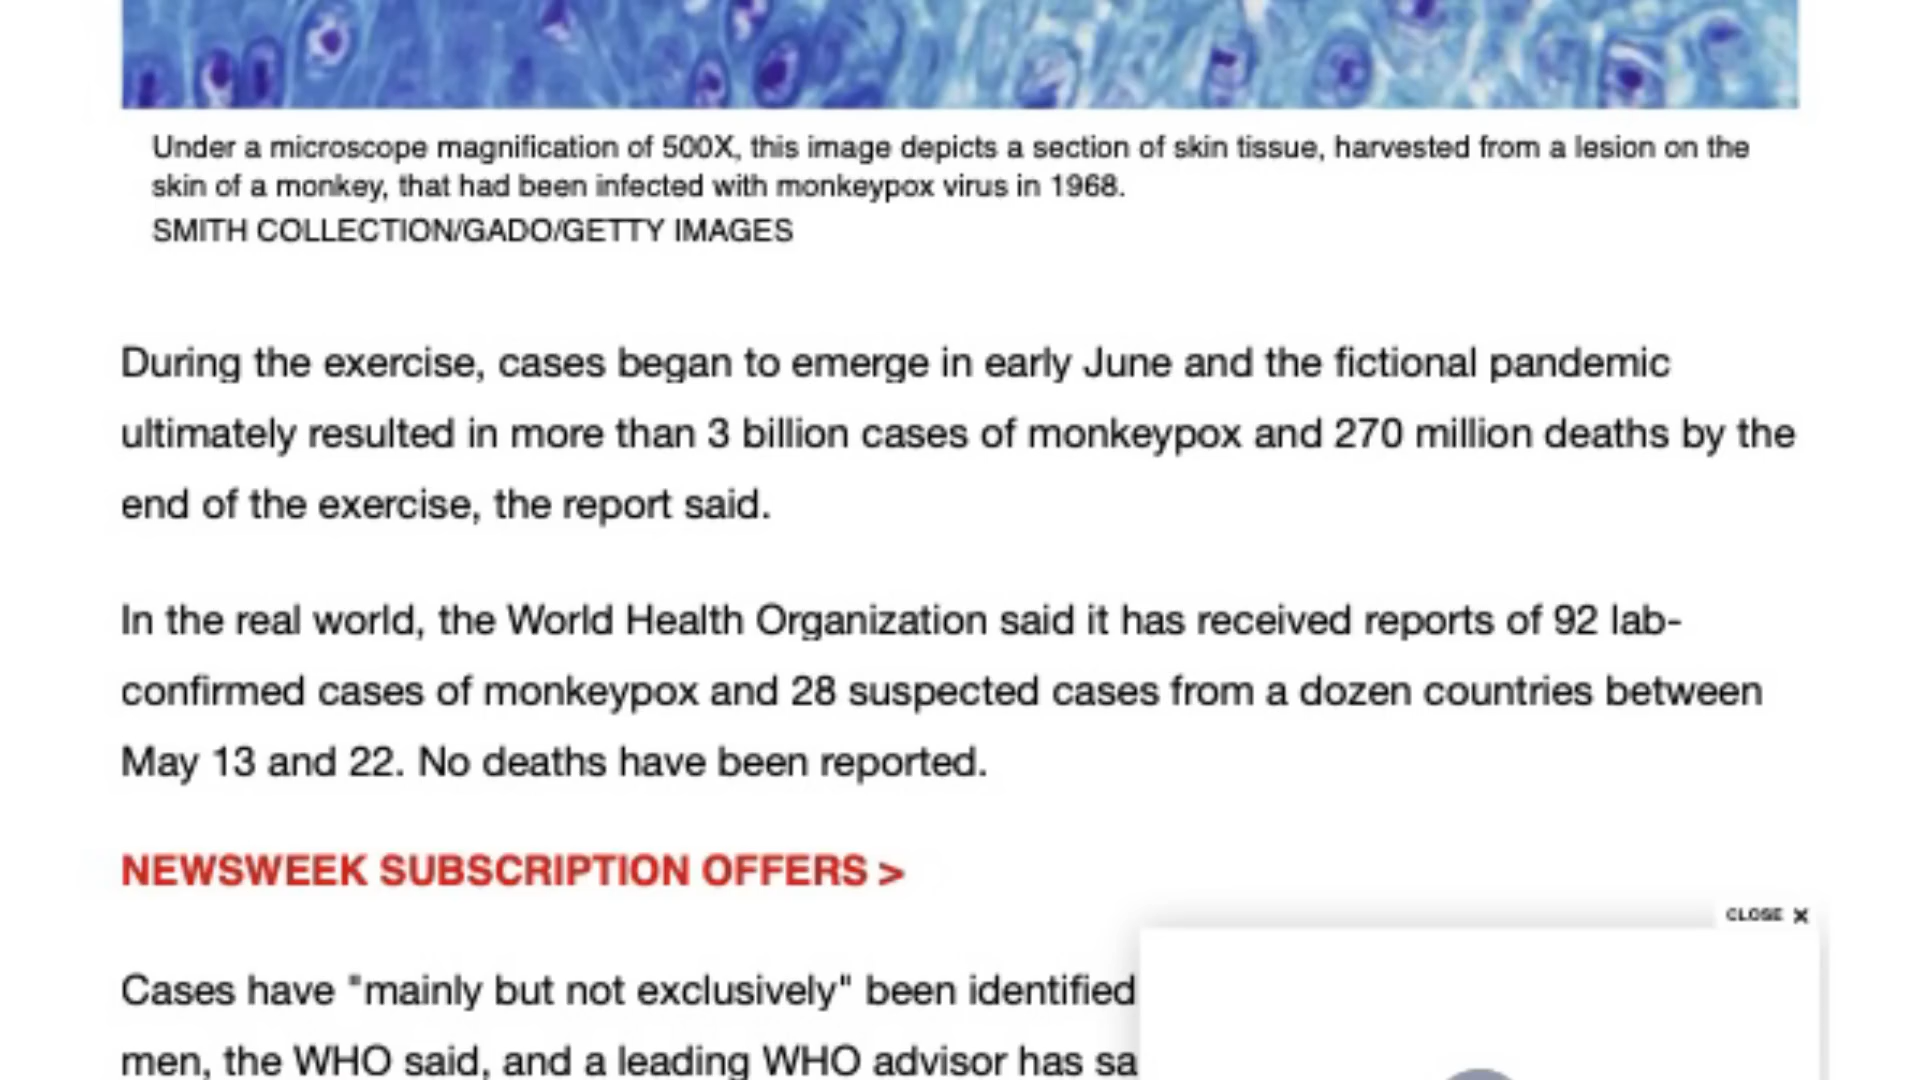 Under a microscope magnification of 500X, this image depicts a section of skin tissue, harvested from a lesion on the
skin of a monkey, that had been infected with monkeypox virus in 1968.
SMITH COLLECTION/GADO/GETTY IMAGES
During the exercise, cases began to emerge in early June and the fictional pandemic
ultimately resulted in more than 3 billion cases of monkeypox and 270 million deaths by the
end of the exercise, the report said.
In the real world, the World Health Organization said it has received reports of 92 lab-
confirmed cases of monkeypox and 28 suspected cases from a dozen countries between
May 13 and 22. No deaths have been reported.
NEWSWEEK SUBSCRIPTION OFFERS >
CLOSE X
Cases have "mainly but not exclusively" been identified
men, the WHO said, and a leading WHO advisor has sa